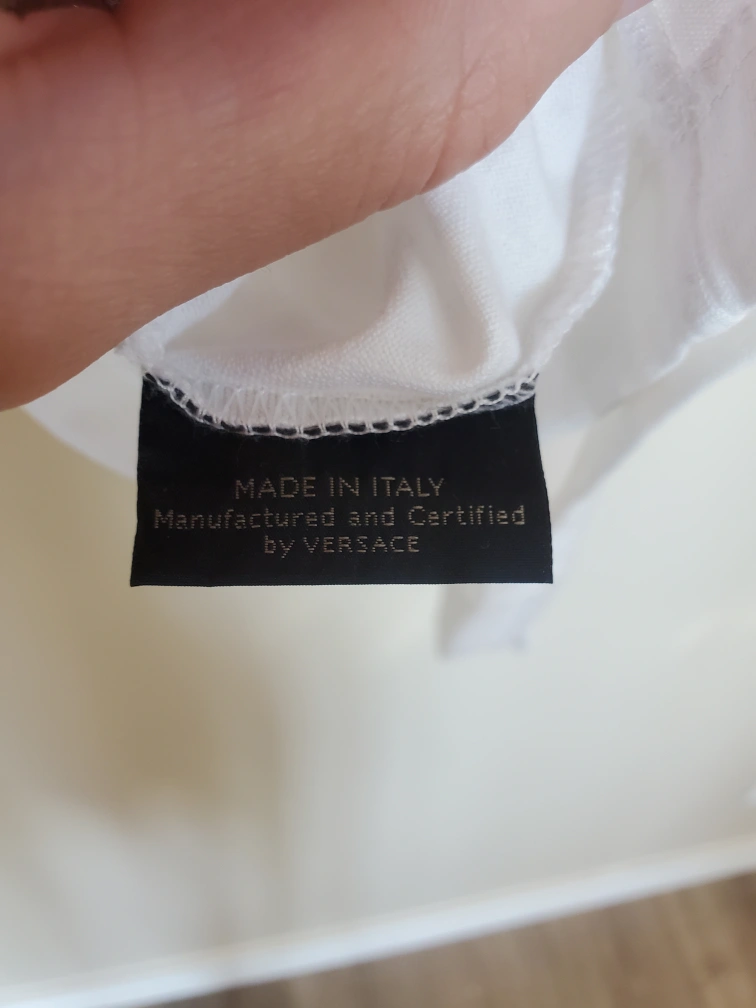 MADE IN ITALY
Manufactured and Certified
by VERSACE